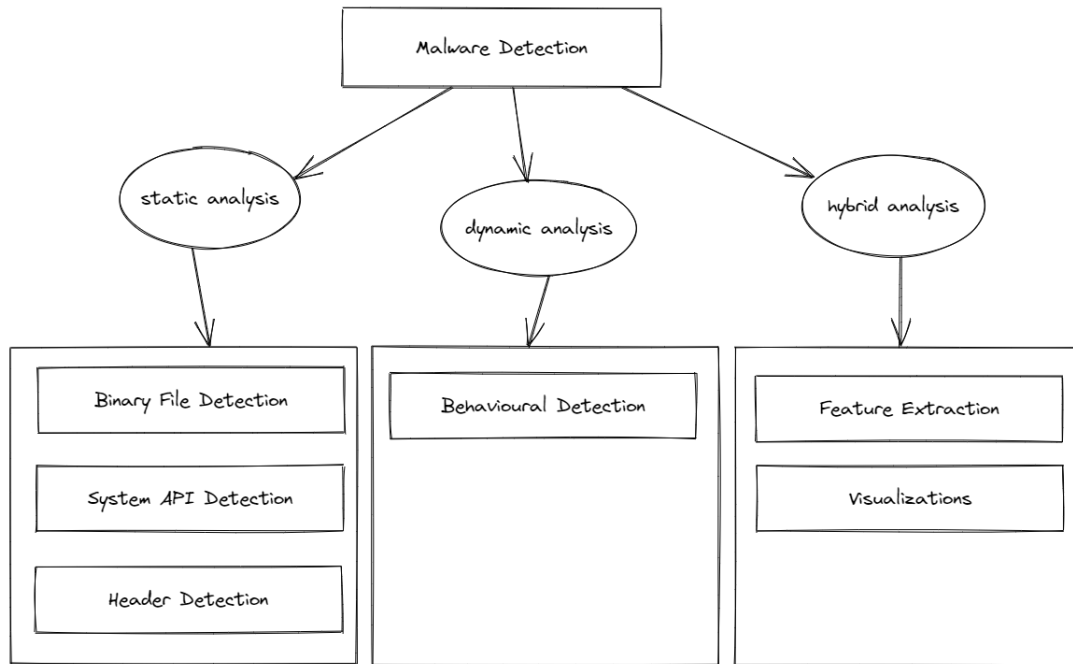 Malware Detection
static analysis
dynamic analysis
hybrid analysis
Binary File Detection
System API Detection
Header Detection
Behavioural Detection
Feature Extraction
Visualizations